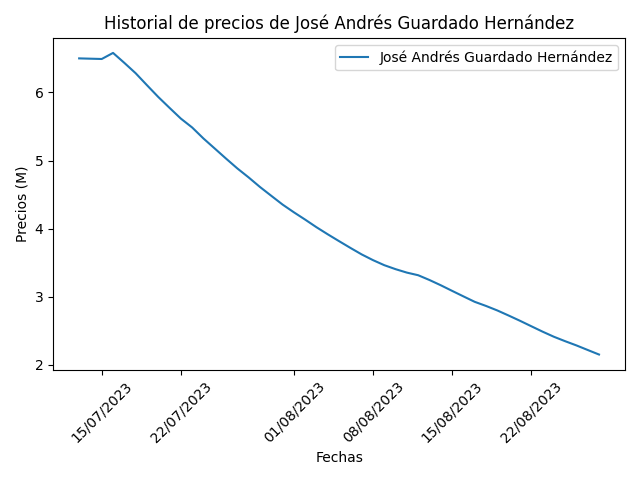 Historial de precios de José Andrés Guardado Hernández
José Andrés Guardado Hernández
Precios (M)
6
5
4
3
2
15/07/2023
22/07/2023
01/08/2023
08/08/2023
15/08/2023
22/08/2023
Fechas